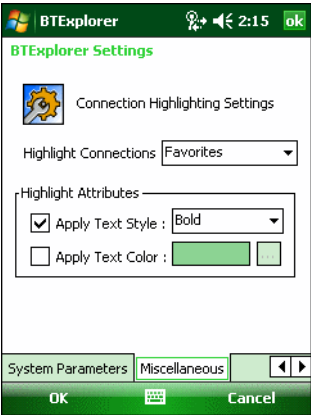 BTExplorer 2:15 ok
BTExplorer Settings
Connection Highlighting Settings
Highlight Connections Favorites
Highlight Attributes
Apply Text Style : Bold
Apply Text Color : ...
System Parameters Miscellaneous
OK Cancel